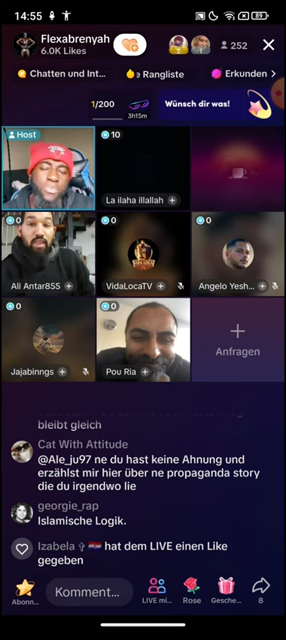 14:55
89
Flexabrenyah
6.0K Likes
252
Chatten und Int...
e Rangliste
Erkunden
1/200
3h15m
Wünsch dir was!
Host
10
La ilaha illallah
0
Ali Antar855
0
VidaLocaTV
0
Angelo Yesh...
0
Jajabinngs
0
Pou Ria
Anfragen
bleibt gleich
Cat With Attitude
@Ale_ju97 ne du hast keine Ahnung und
erzählst mir hier über ne propaganda story
die du irgendwo lie
georgie_rap
Islamische Logik.
Izabela hat dem LIVE einen Like
gegeben
Abonn...
Komment...
LIVE mi...
Rose
Gesche...
8